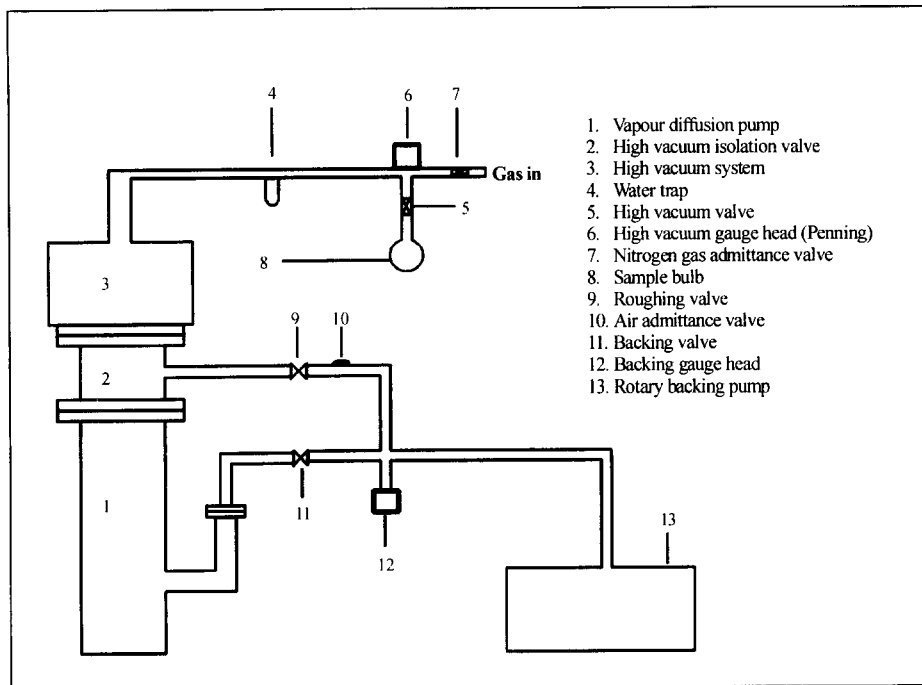 4
6
7
Gas in
5
8
3
9
10
2
11
1
12
13
1. Vapour diffusion pump
2. High vacuum isolation valve
3. High vacuum system
4. Water trap
5. High vacuum valve
6. High vacuum gauge head (Penning)
7. Nitrogen gas admittance valve
8. Sample bulb
9. Roughing valve
10. Air admittance valve
11. Backing valve
12. Backing gauge head
13. Rotary backing pump